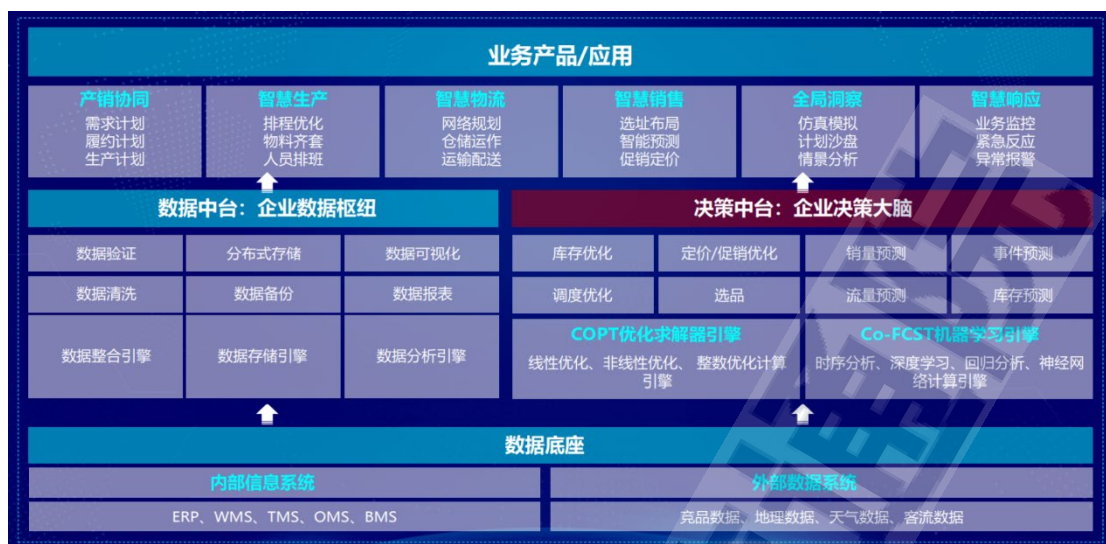 业务产品/应用
产销协同
需求计划
履约计划
生产计划
智慧生产
排程优化
物料齐套
人员排班
智慧物流
网络规划
仓储运作
运输配送
智慧销售
选址布局
智能预测
促销定价
全局洞察
仿真模拟
计划沙盘
情景分析
智慧响应
业务监控
紧急反应
异常报警
数据中台：企业数据枢纽
数据验证 分布式存储 数据可视化
数据清洗 数据备份 数据报表
数据整合引擎 数据存储引擎 数据分析引擎
决策中台：企业决策大脑
库存优化 定价/促销优化 销量预测 事件预测
调度优化 选品 流量预测 库存预测
COPT优化求解器引擎
线性优化、非线性优化、 整数优化计算
引擎
Co-FCST机器学习引擎
时序分析、深度学习、回归分析、神经网
络计算引擎
数据底座
内部信息系统
ERP、WMS、TMS、OMS、BMS
外部数据系统
竞品数据、地理数据、天气数据、客流数据